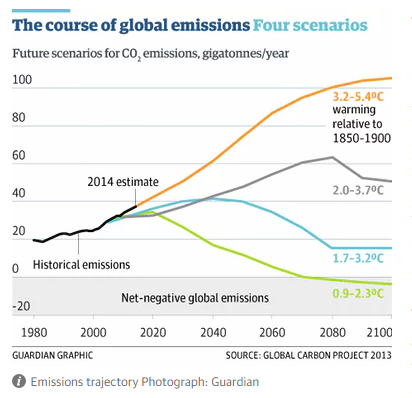 The course of global emissions Four scenarios
Future scenarios for CO₂ emissions, gigatonnes/year
100
3.2–5.4ºC
warming
relative to
1850-1900
80
60
2014 estimate
2.0–3.7ºC
40
20
1.7–3.2ºC
Historical emissions
0
Net-negative global emissions
0.9–2.3ºC
-20
1980 2000 2020 2040 2060 2080 2100
GUARDIAN GRAPHIC SOURCE: GLOBAL CARBON PROJECT 2013
i Emissions trajectory Photograph: Guardian